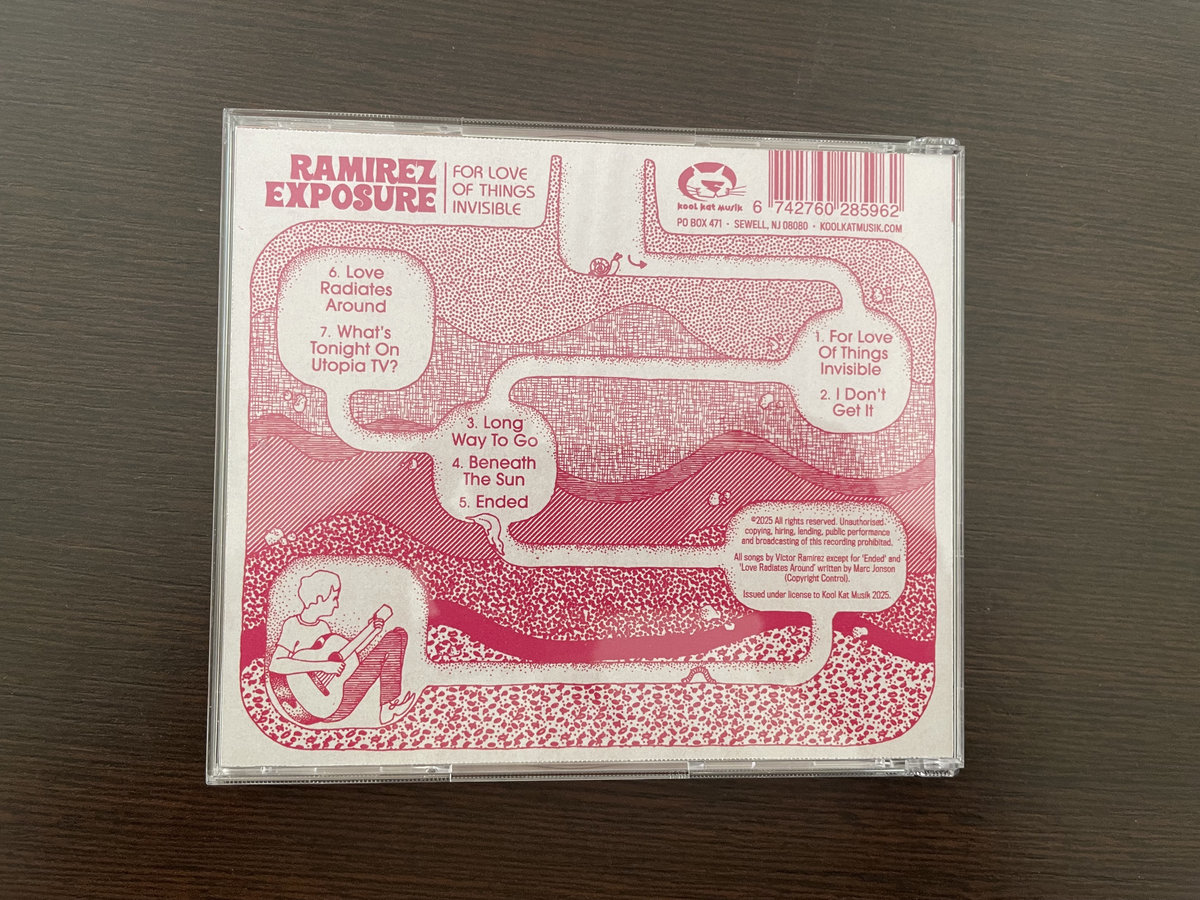 RAMIREZ
EXPOSURE
FOR LOVE
OF THINGS
INVISIBLE
KOOL KAT MUSIK
6 742760 285962
PO BOX 471 · SEWELL, NJ 08080 · KOOLKATMUSIK.COM
1. For Love
Of Things
Invisible
2. I Don't
Get It
3. Long
Way To Go
4. Beneath
The Sun
5. Ended
6. Love
Radiates
Around
7. What's
Tonight On
Utopia TV?
©2025 All rights reserved. Unauthorised
copying, hiring, lending, public performance
and broadcasting of this recording prohibited.
All songs by Víctor Ramírez except for 'Ended' and
'Love Radiates Around' written by Marc Jonson
(Copyright Control).
Issued under license to Kool Kat Musik 2025.